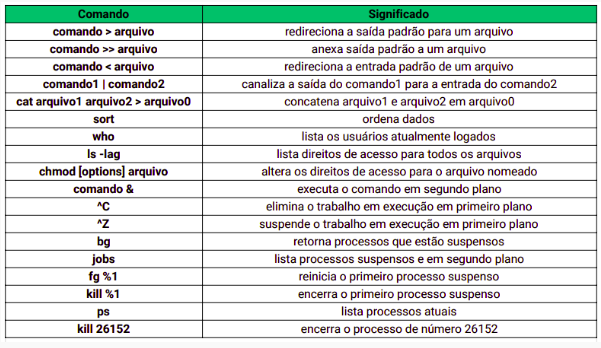 Comando Significado
comando > arquivo redireciona a saída padrão para um arquivo
comando >> arquivo anexa saída padrão a um arquivo
comando < arquivo redireciona a entrada padrão de um arquivo
comando1 | comando2 canaliza a saída do comando1 para a entrada do comando2
cat arquivo1 arquivo2 > arquivo0 concatena arquivo1 e arquivo2 em arquivo0
sort ordena dados
who lista os usuários atualmente logados
ls -lag lista direitos de acesso para todos os arquivos
chmod [options] arquivo altera os direitos de acesso para o arquivo nomeado
comando & executa o comando em segundo plano
^C elimina o trabalho em execução em primeiro plano
^Z suspende o trabalho em execução em primeiro plano
bg retorna processos que estão suspensos
jobs lista processos suspensos e em segundo plano
fg %1 reinicia o primeiro processo suspenso
kill %1 encerra o primeiro processo suspenso
ps lista processos atuais
kill 26152 encerra o processo de número 26152